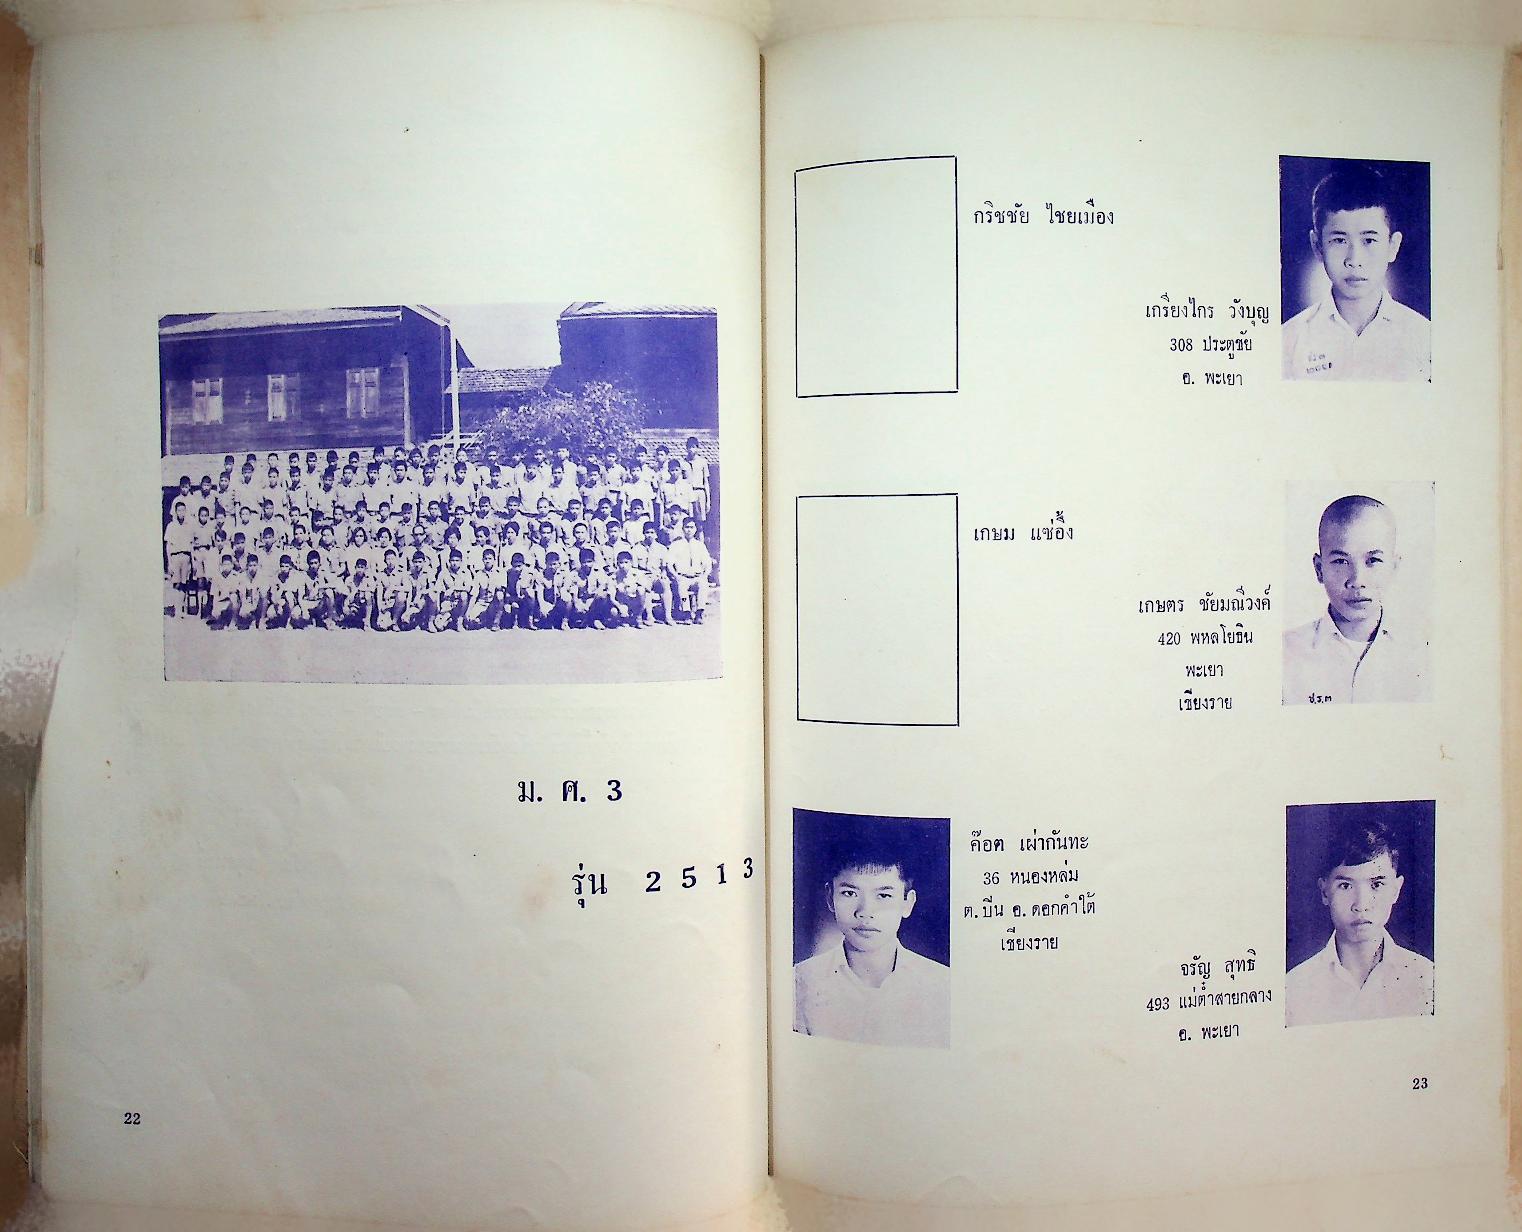 ม. ศ. 3
รุ่น 2513
22
กริชชัย ไชยเมือง
เกรียงไกร วังบุญ
308 ประตูชัย
อ. พะเยา
เกษม แซ่อึ้ง
เกษตร ชัยมณีวงค์
420 พหลโยธิน
พะเยา
เชียงราย
ช.ร.๓
ค๊อต เผ่ากันทะ
36 หนองหล่ม
ต.บีน อ.ดอกคำใต้
เชียงราย
จรัญ สุทธิ
493 แม่ต๋ำสายกลาง
อ. พะเยา
23